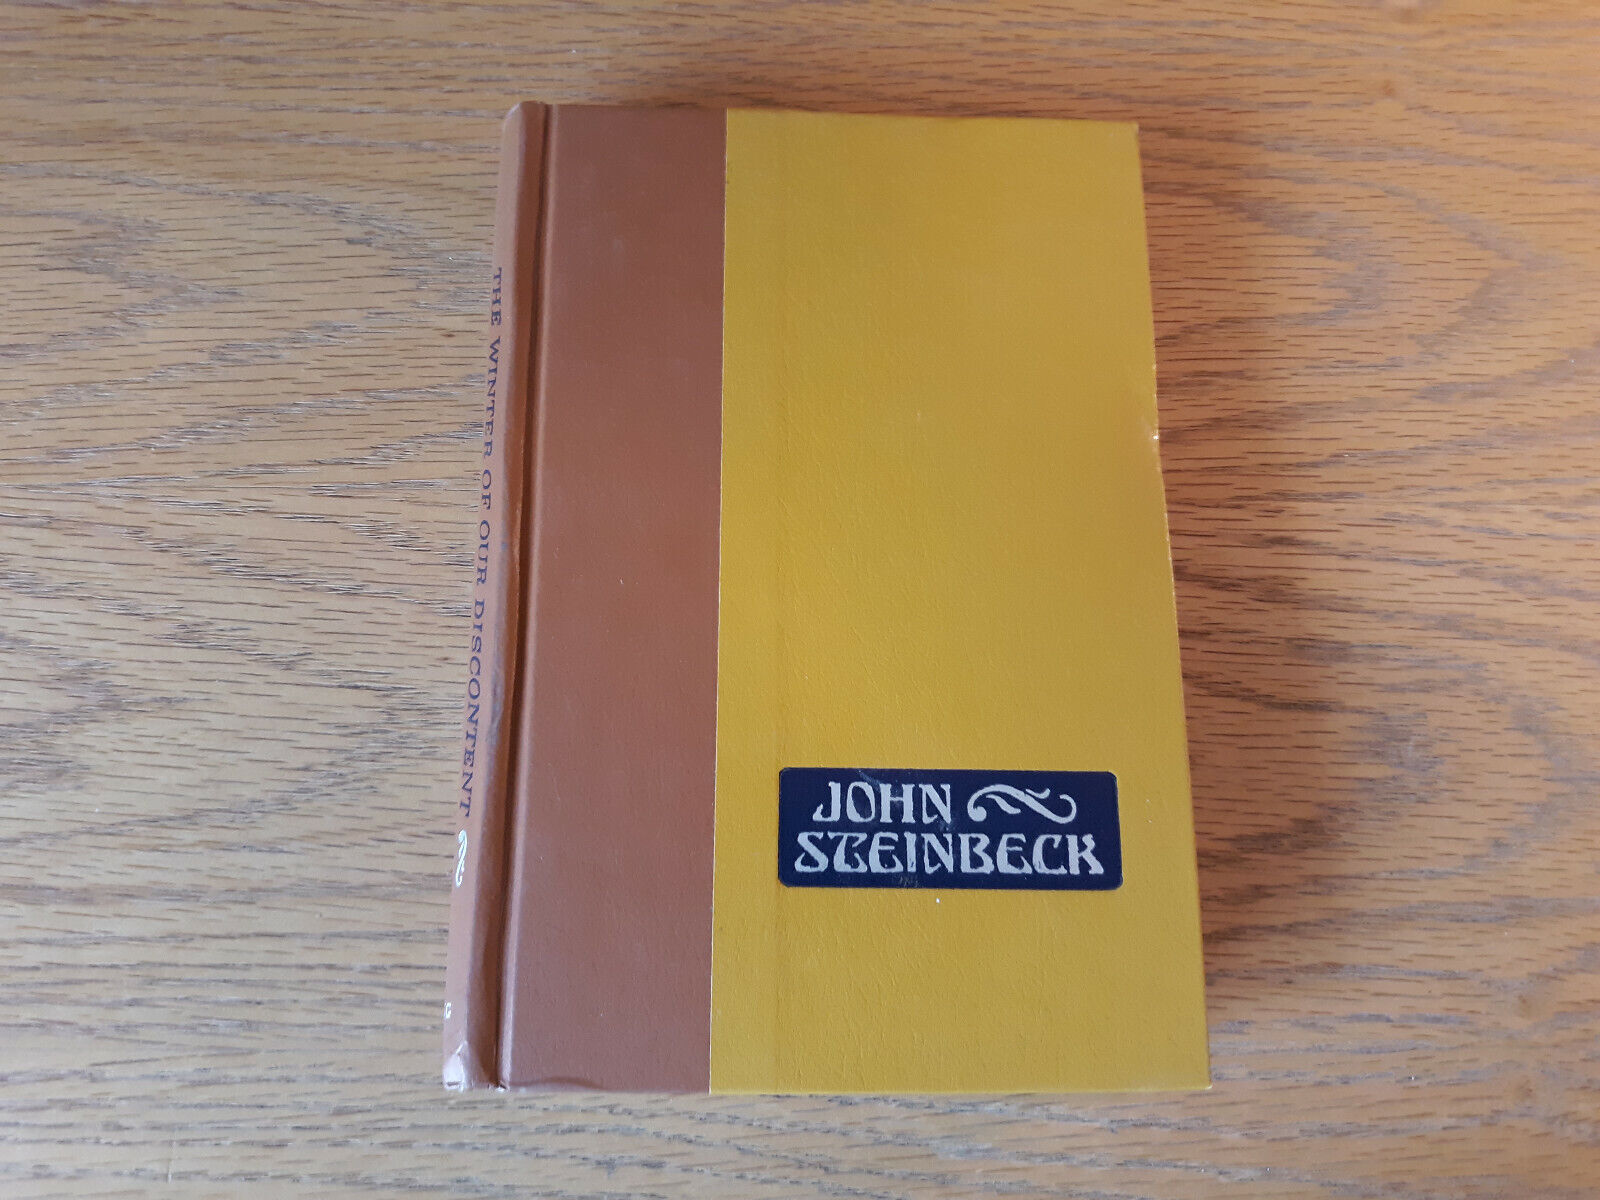 THE WINTER OF OUR DISCONTENT
JOHN
STEINBECK